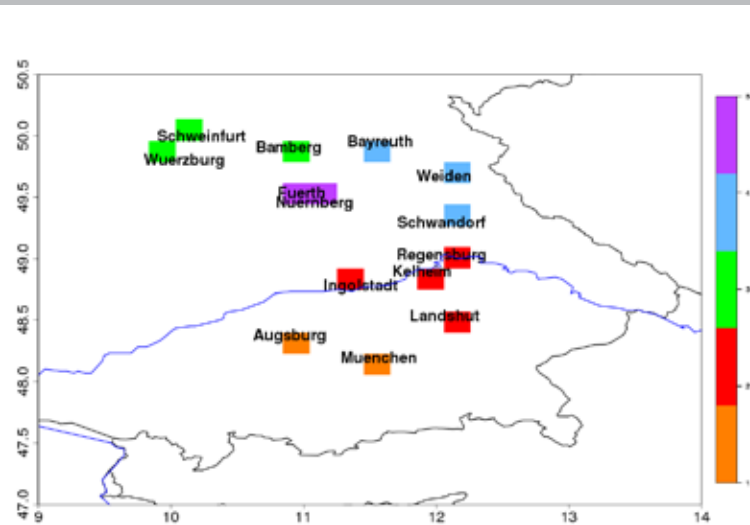 50.5
50.0
49.5
49.0
48.5
48.0
47.5
47.0
Schweinfurt
Wuerzburg
Bamberg
Bayreuth
Weiden
Fuerth
Nuernberg
Schwandorf
Regensburg
Kelheim
Ingolstadt
Landshut
Augsburg
Muenchen
9 10 11 12 13 14